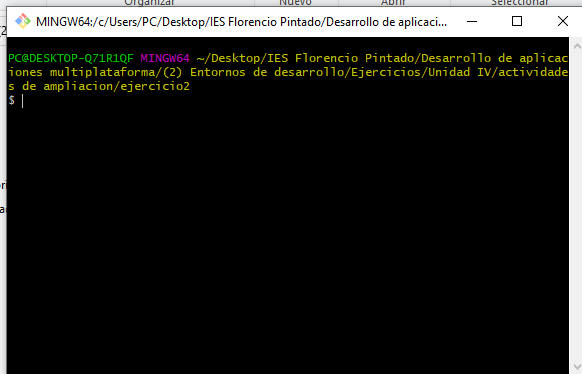 Organizar Nuevo Abrir Seleccionar
MINGW64:/c/Users/PC/Desktop/IES Florencio Pintado/Desarrollo de aplicaci...
PC@DESKTOP-Q71R1QF MINGW64 ~/Desktop/IES Florencio Pintado/Desarrollo de aplicac
iones multiplataforma/(2) Entornos de desarrollo/Ejercicios/Unidad IV/actividade
s de ampliacion/ejercicio2
$